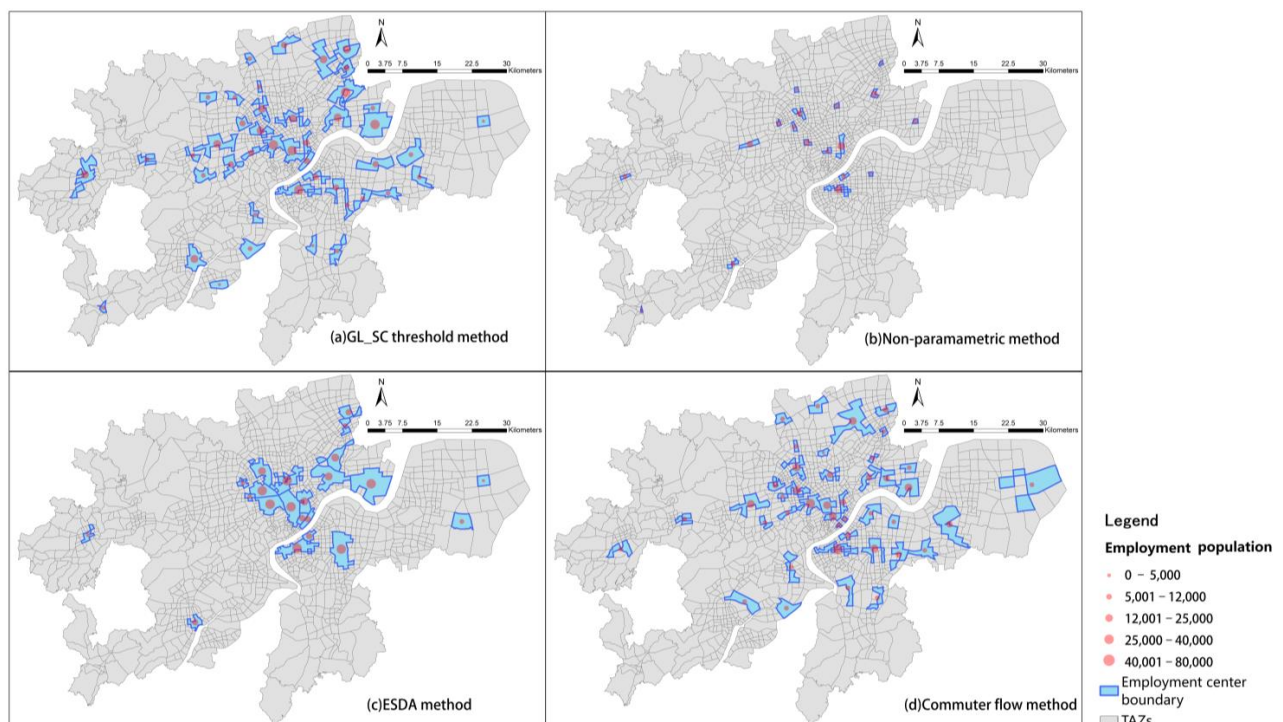 N
0 3.75 7.5 15 22.5 30
Kilometers
(a)GL_SC threshold method
N
0 3.75 7.5 15 22.5 30
Kilometers
(b)Non-paramametric method
N
0 3.75 7.5 15 22.5 30
Kilometers
(c)ESDA method
N
0 3.75 7.5 15 22.5 30
Kilometers
(d)Commuter flow method
Legend
Employment population
0 – 5,000
5,001 – 12,000
12,001 – 25,000
25,000 – 40,000
40,001 – 80,000
Employment center
boundary
TAZs